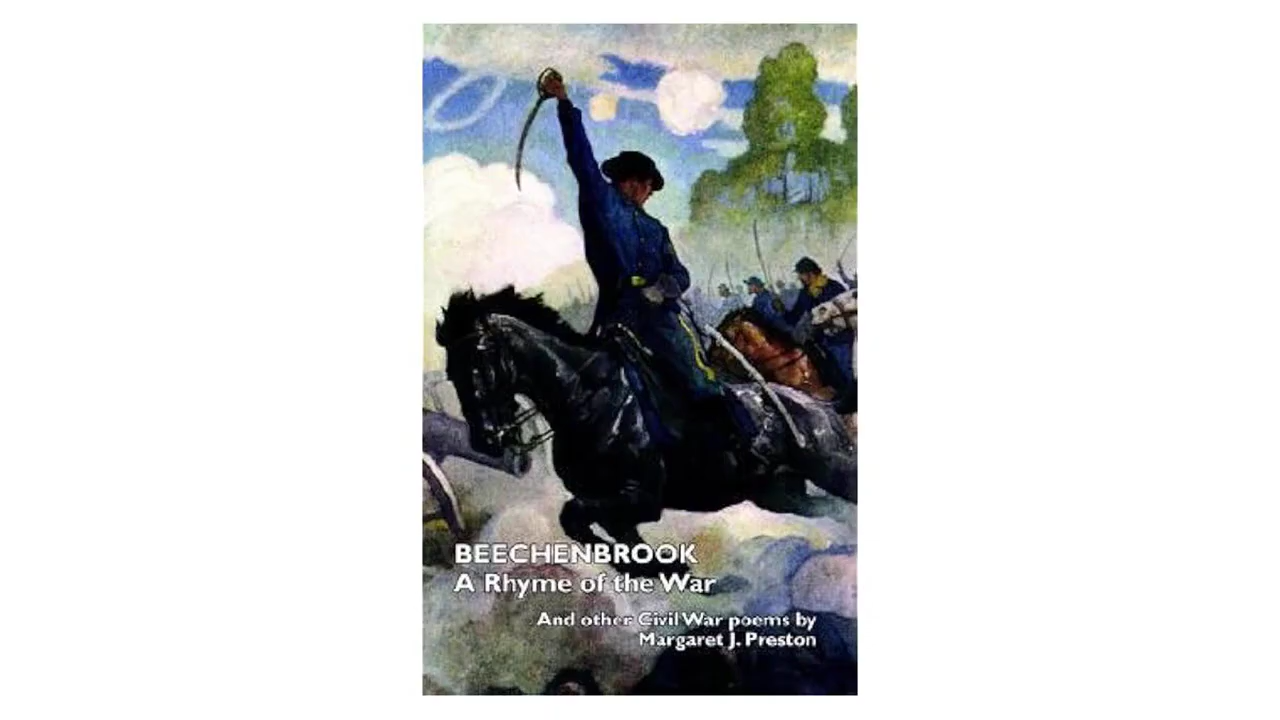 BEECHENBROOK
A Rhyme of the War
And other Civil War poems by
Margaret J. Preston